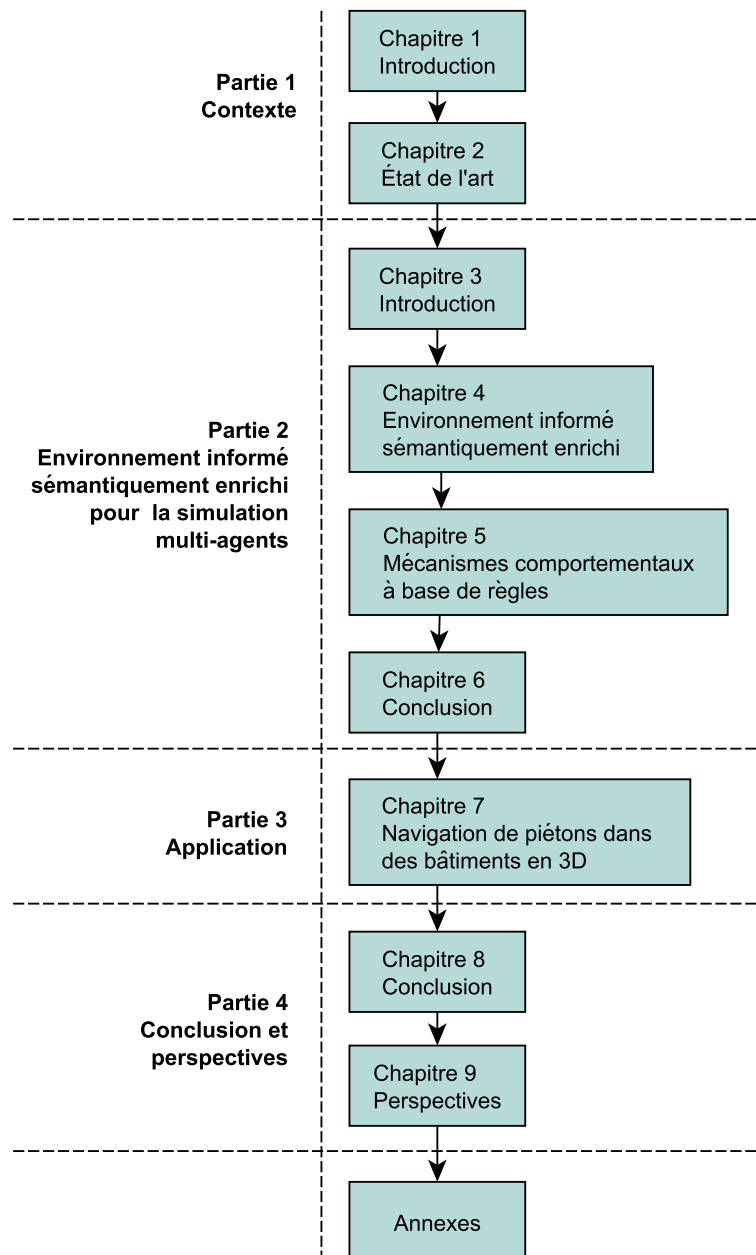 Partie 1
Contexte
Chapitre 1
Introduction
Chapitre 2
État de l'art
Partie 2
Environnement informé
sémantiquement enrichi
pour la simulation
multi-agents
Chapitre 3
Introduction
Chapitre 4
Environnement informé
sémantiquement enrichi
Chapitre 5
Mécanismes comportementaux
à base de règles
Chapitre 6
Conclusion
Partie 3
Application
Chapitre 7
Navigation de piétons dans
des bâtiments en 3D
Partie 4
Conclusion et
perspectives
Chapitre 8
Conclusion
Chapitre 9
Perspectives
Annexes